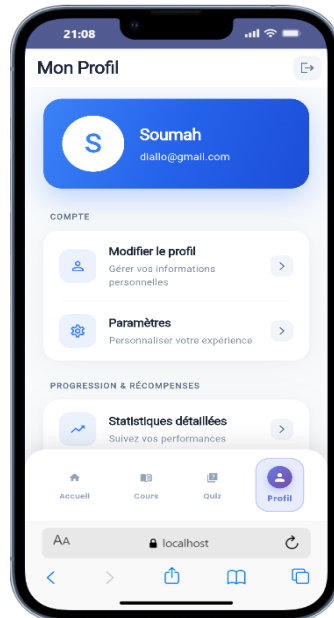 21:08
Mon Profil
S
Soumah
diallo@gmail.com
COMPTE
Modifier le profil
Gérer vos informations
personnelles
Paramètres
Personnaliser votre expérience
PROGRESSION & RÉCOMPENSES
Statistiques détaillées
Suivez vos performances
Accueil Cours Quiz Profil
AA localhost